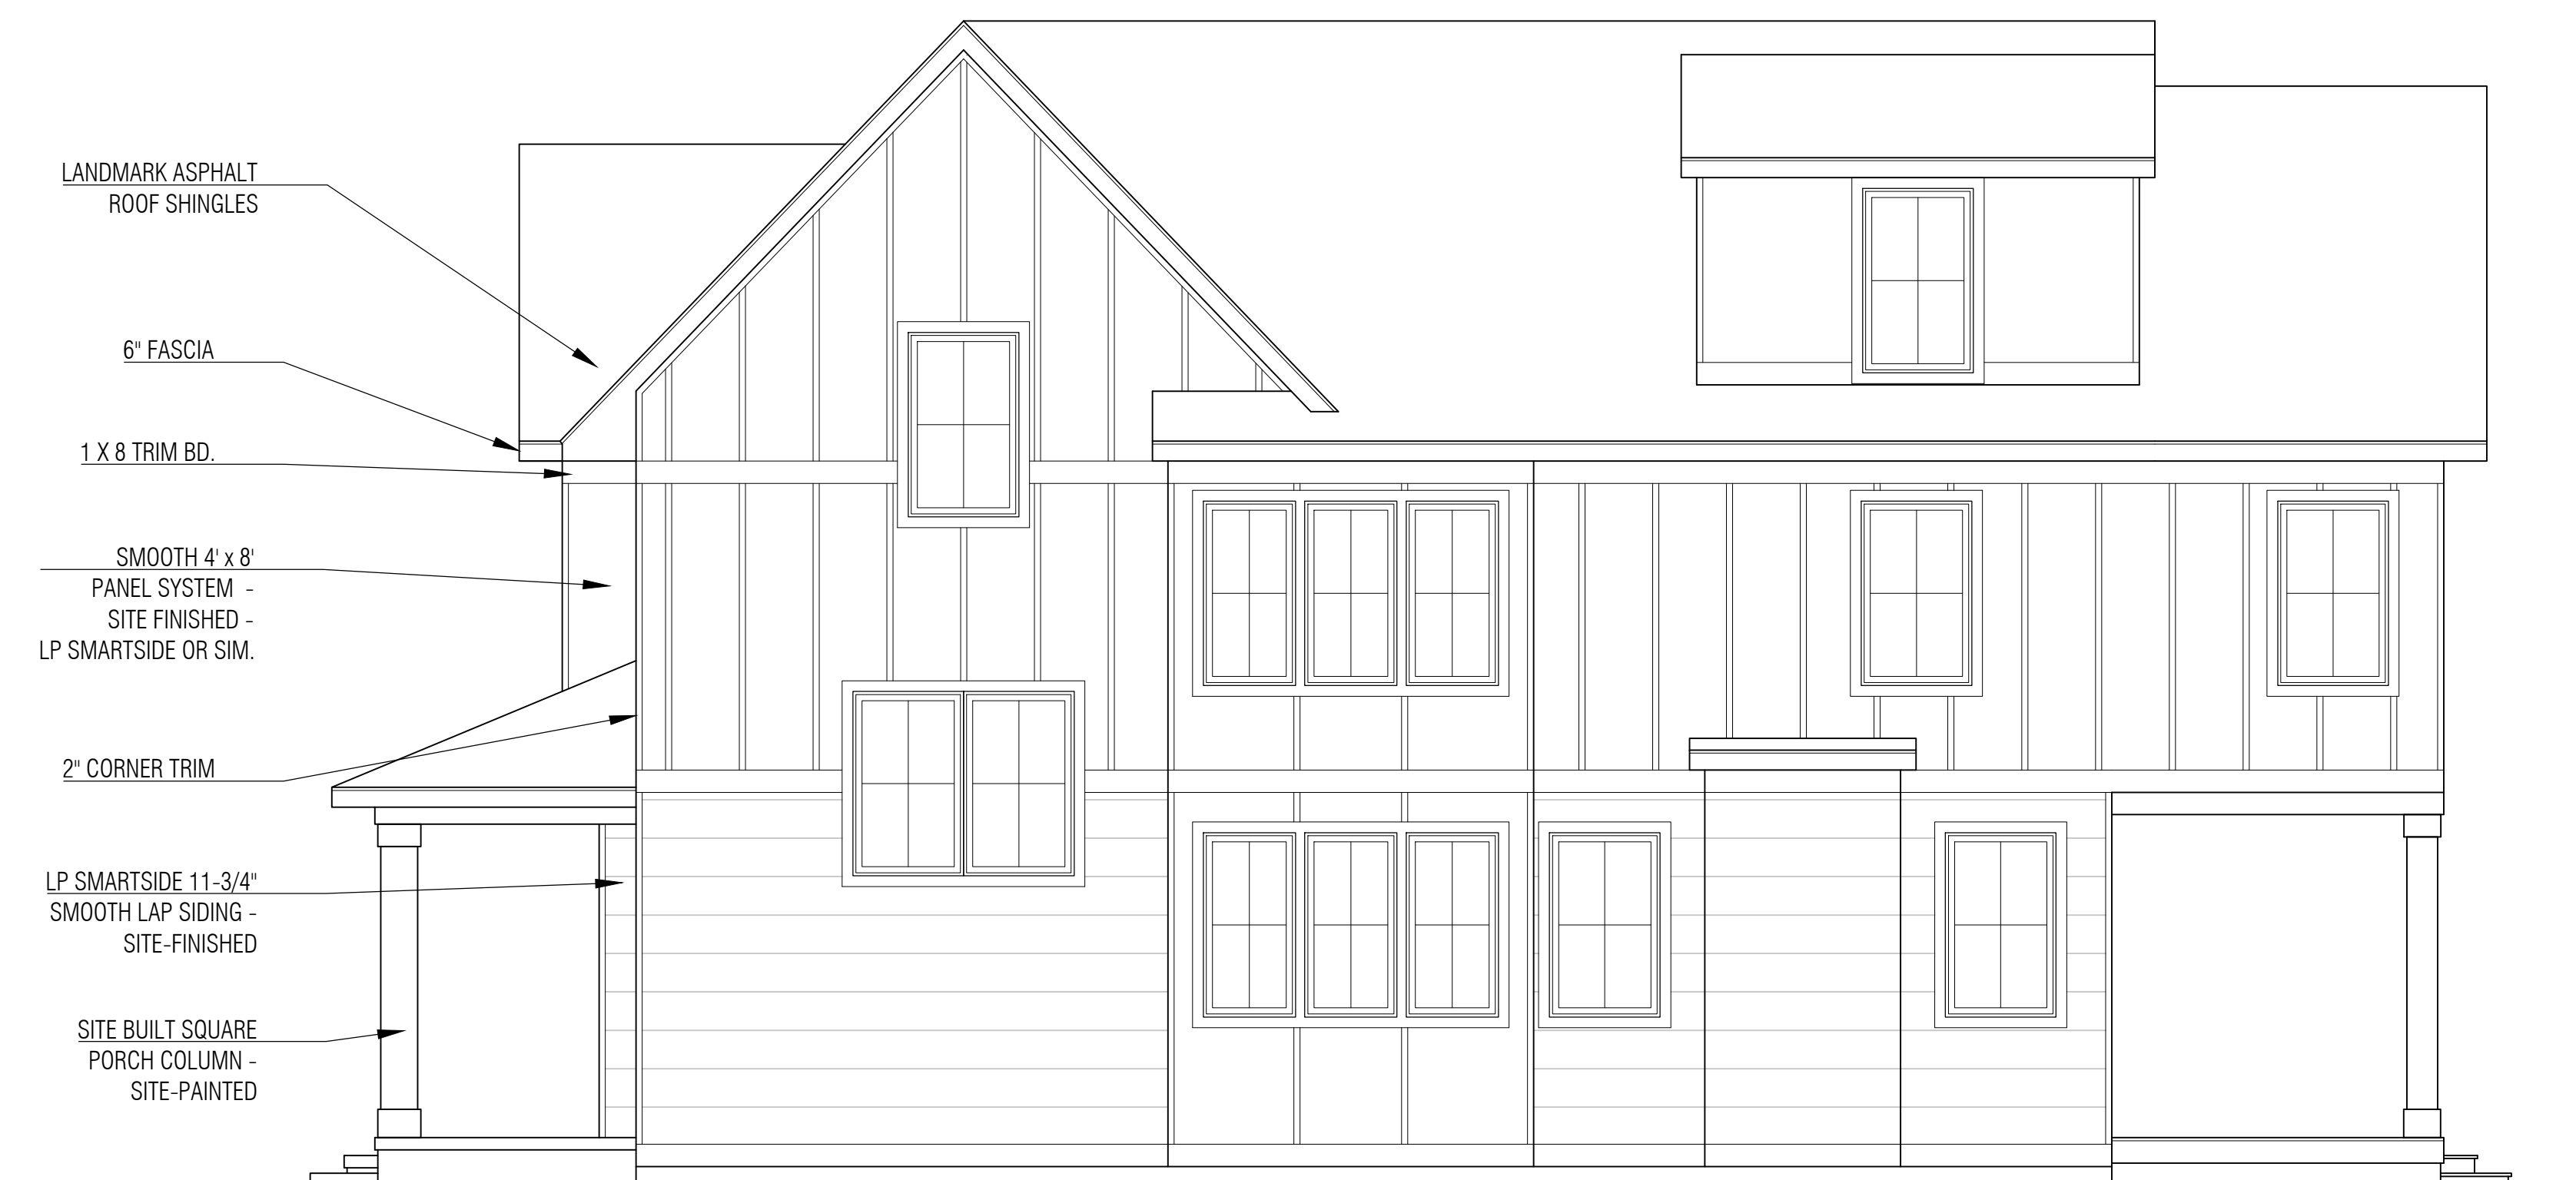 LANDMARK ASPHALT
ROOF SHINGLES
6" FASCIA
1 X 8 TRIM BD.
SMOOTH 4' x 8'
PANEL SYSTEM -
SITE FINISHED -
LP SMARTSIDE OR SIM.
2" CORNER TRIM
LP SMARTSIDE 11-3/4"
SMOOTH LAP SIDING -
SITE-FINISHED
SITE BUILT SQUARE
PORCH COLUMN -
SITE-PAINTED